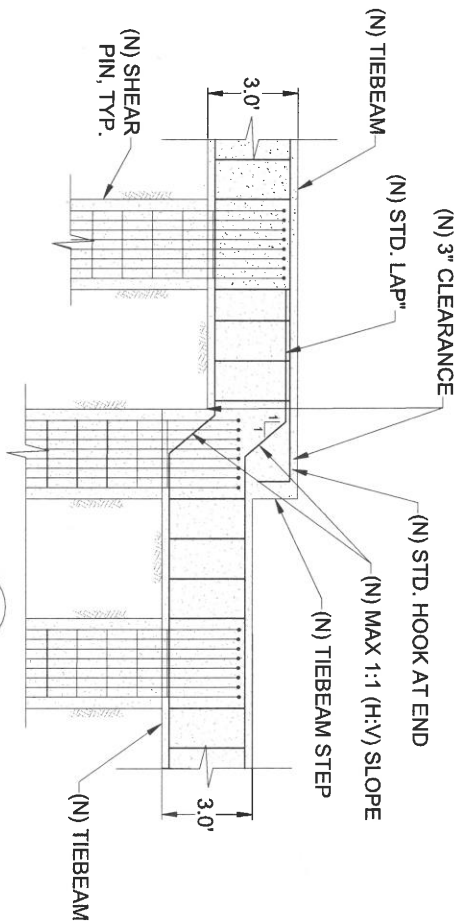 (N) TIEBEAM
(N) STD. LAP"
(N) 3" CLEARANCE
(N) STD. HOOK AT END
(N) MAX 1:1 (H:V) SLOPE
(N) TIEBEAM STEP
3.0'
1
1
3.0'
(N) SHEAR
PIN, TYP.
(N) TIEBEAM